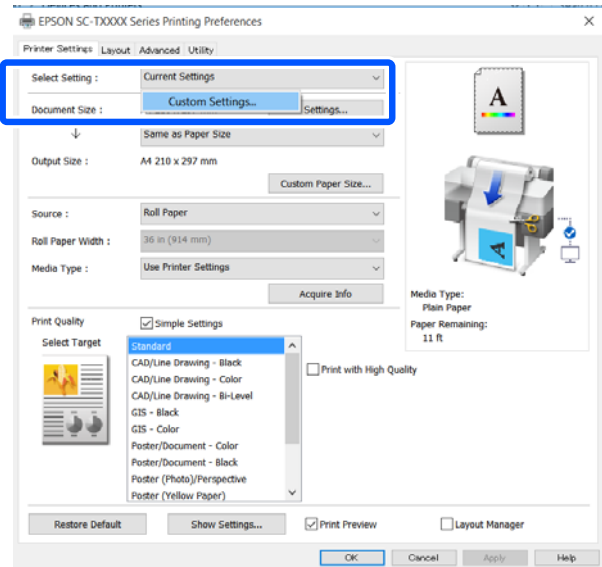 EPSON SC-TXXXX Series Printing Preferences
Printer Settings Layout Advanced Utility
Select Setting : Current Settings
Custom Settings...
Document Size : Settings...
Same as Paper Size
Output Size : A4 210 x 297 mm
Custom Paper Size...
Source : Roll Paper
Roll Paper Width : 36 in (914 mm)
Media Type : Use Printer Settings
Acquire Info
Media Type:
Plain Paper
Paper Remaining:
11 ft
Print Quality Simple Settings
Select Target
Standard
CAD/Line Drawing - Black
CAD/Line Drawing - Color
CAD/Line Drawing - Bi-Level
GIS - Black
GIS - Color
Poster/Document - Color
Poster/Document - Black
Poster (Photo)/Perspective
Poster (Yellow Paper)
Print with High Quality
A
A
Restore Default Show Settings... Print Preview Layout Manager
OK Cancel Apply Help